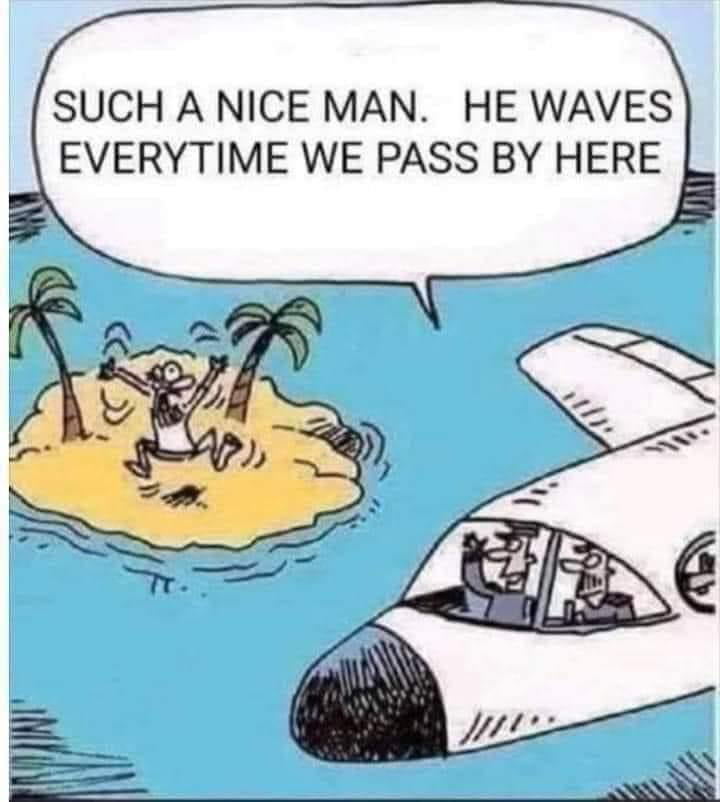 SUCH A NICE MAN. HE WAVES
EVERYTIME WE PASS BY HERE